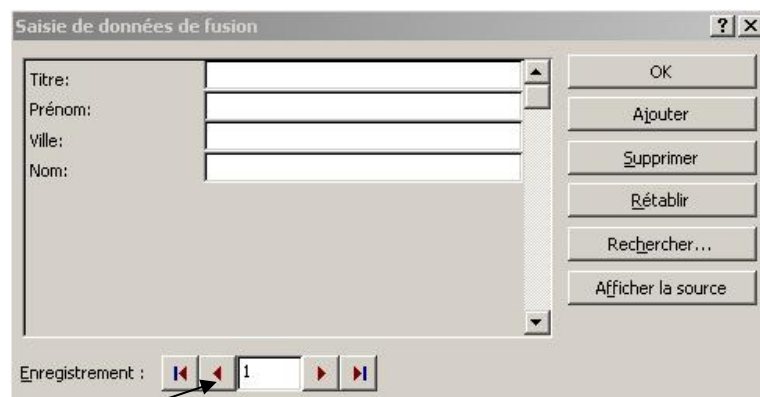 Saisie de données de fusion
Titre:
Prénom:
Ville:
Nom:
OK
Ajouter
Supprimer
Rétablir
Rechercher...
Afficher la source
Enregistrement : 1